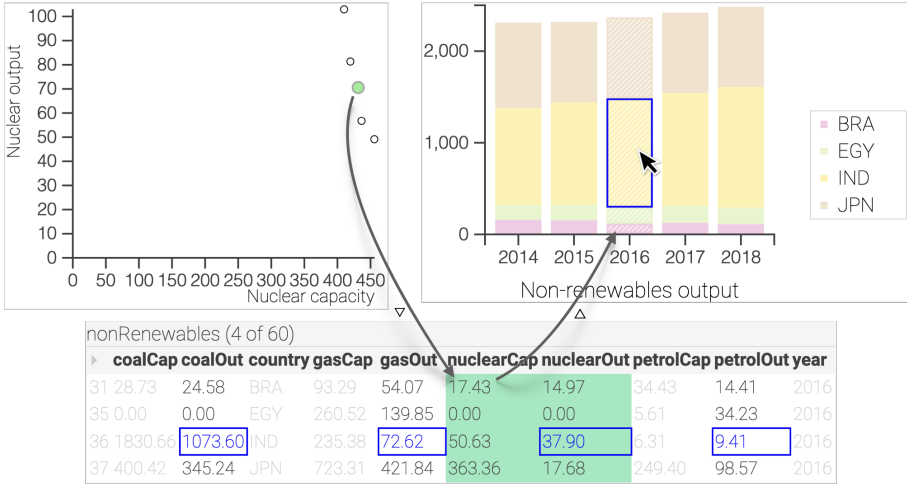 100
90
80
70
60
50
40
30
20
10
0
Nuclear output
0 50 100 150 200 250 300 350 400 450
Nuclear capacity
2,000
1,000
0
2014 2015 2016 2017 2018
Non-renewables output
BRA
EGY
IND
JPN
nonRenewables (4 of 60)
coalCap coalOut country gasCap gasOut nuclearCap nuclearOut petrolCap petrolOut year
31 28.73 24.58 BRA 93.29 54.07 17.43 14.97 34.43 14.41 2016
35 0.00 0.00 EGY 260.52 139.85 0.00 0.00 5.61 34.23 2016
36 1830.66 1073.60 IND 235.38 72.62 50.63 37.90 6.31 9.41 2016
37 400.42 345.24 JPN 723.31 421.84 363.36 17.68 249.40 98.57 2016